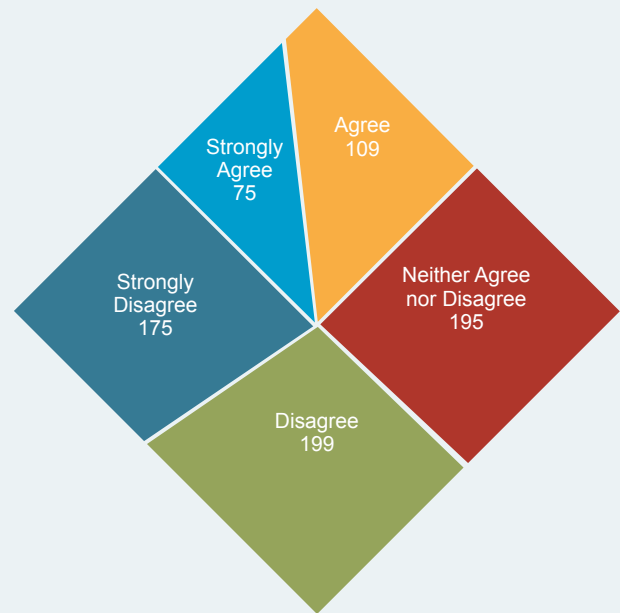 Agree
109
Strongly
Agree
75
Neither Agree
nor Disagree
195
Strongly
Disagree
175
Disagree
199